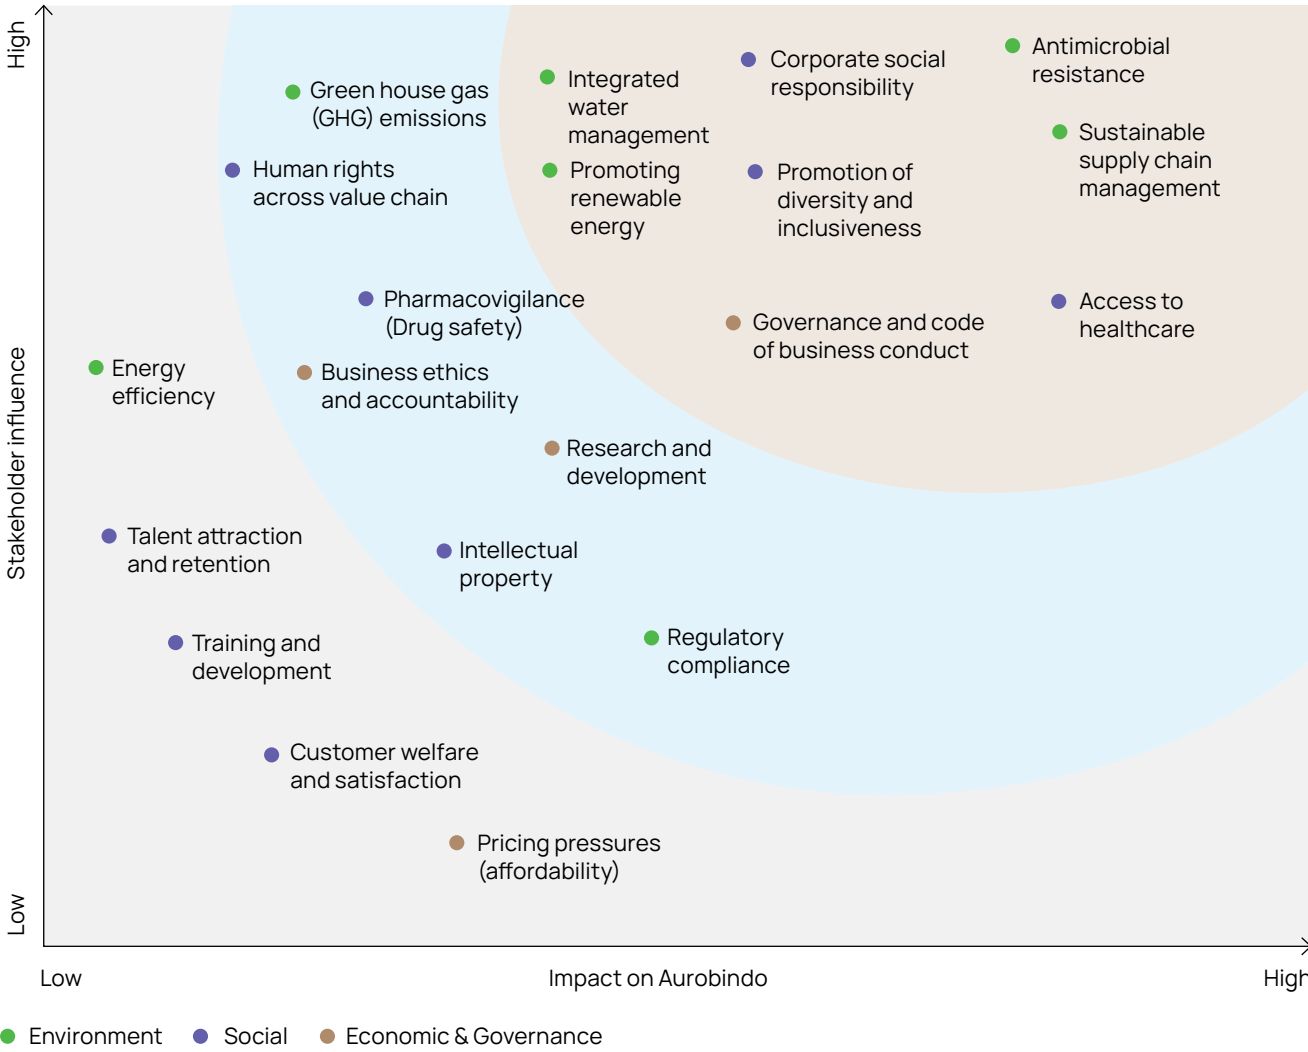 High
Antimicrobial
resistance
Corporate social
responsibility
Integrated
water
management
Green house gas
(GHG) emissions
Sustainable
supply chain
management
Human rights
across value chain
Promoting
renewable
energy
Promotion of
diversity and
inclusiveness
Pharmacovigilance
(Drug safety)
Access to
healthcare
Governance and code
of business conduct
Energy
efficiency
Business ethics
and accountability
Stakeholder influence
Research and
development
Talent attraction
and retention
Intellectual
property
Training and
development
Regulatory
compliance
Customer welfare
and satisfaction
Pricing pressures
(affordability)
Low
Low
Impact on Aurobindo
High
Environment
Social
Economic & Governance